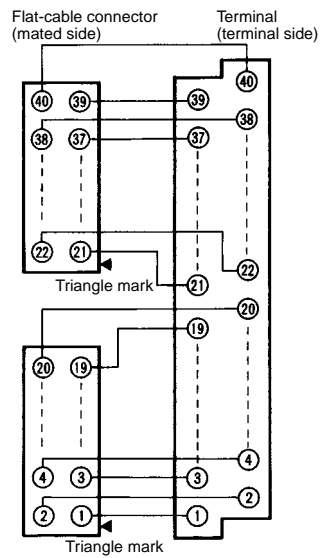 Flat-cable connector
(mated side)
Terminal
(terminal side)
40
40 39 39
38
38 37 37
22 21
22
21
Triangle mark
20
19
20 19
4
4 3 3
2
2 1 1
Triangle mark